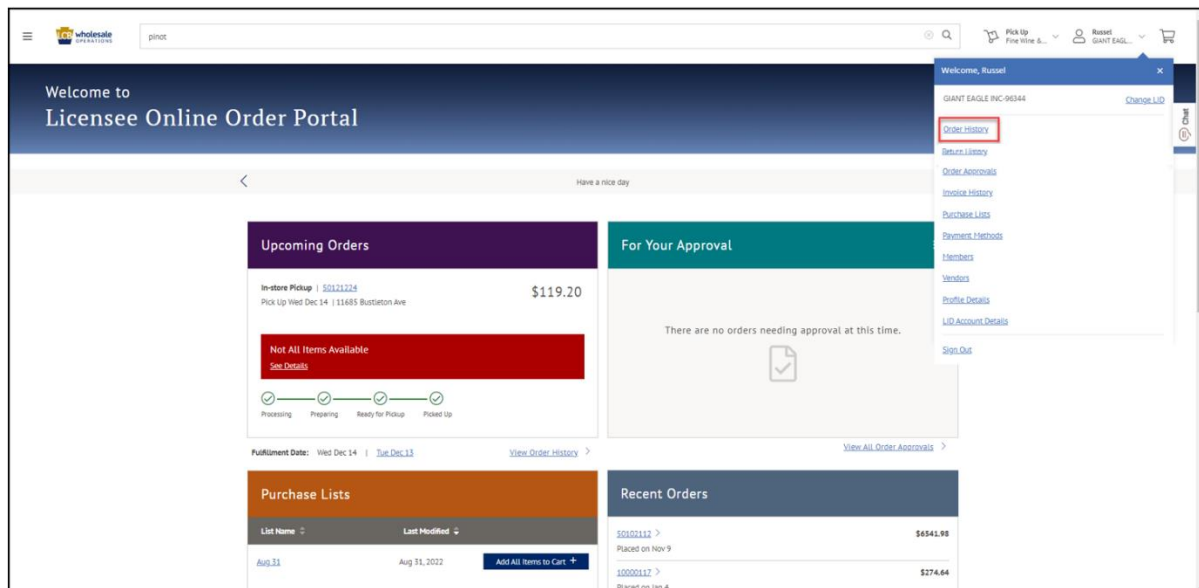 LCB wholesale
OPERATIONS
pinot
Pick Up
Fine Wine &...
Russel
GIANT EAGL...
Welcome to
Licensee Online Order Portal
Welcome, Russel
GIANT EAGLE INC-96344
Change LID
Order History
Return History
Order Approvals
Invoice History
Purchase Lists
Payment Methods
Members
Vendors
Profile Details
LID Account Details
Sign Out
Chat
Have a nice day
Upcoming Orders
In-store Pickup | 50121224
$119.20
Pick Up Wed Dec 14 | 11685 Bustleton Ave
Not All Items Available
See Details
Processing Preparing Ready for Pickup Picked Up
Fulfillment Date: Wed Dec 14 | Tue Dec 13
View Order History
For Your Approval
There are no orders needing approval at this time.
View All Order Approvals
Purchase Lists
List Name Last Modified
Aug 31 Aug 31, 2022 Add All Items to Cart +
Recent Orders
50102112 $6541.98
Placed on Nov 9
10000117 $274.64
Placed on Jan 4